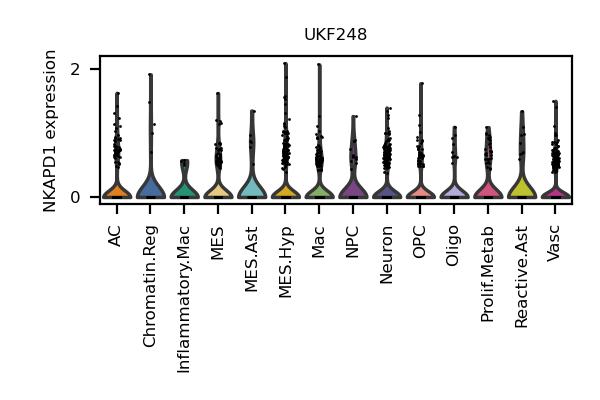 UKF248
NKAPD1 expression
2
0
AC
Chromatin.Reg
Inflammatory.Mac
MES
MES.Ast
MES.Hyp
Mac
NPC
Neuron
OPC
Oligo
Prolif.Metab
Reactive.Ast
Vasc